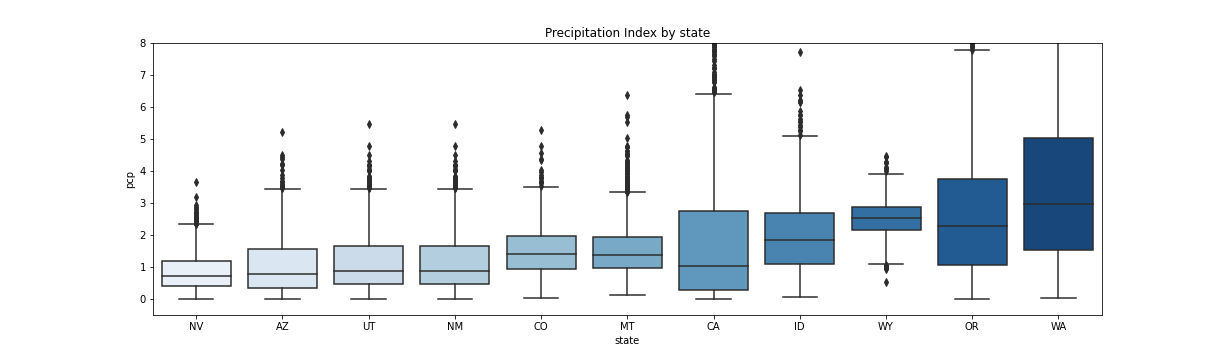 Precipitation Index by state
8
7
6
5
4
3
2
1
0
pcp
NV AZ UT NM CO MT CA ID WY OR WA
state